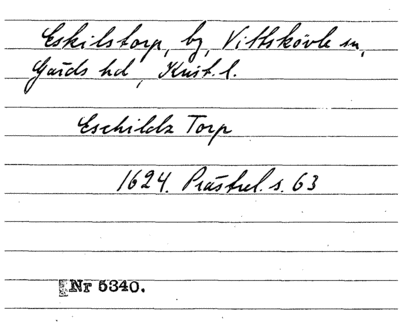 Eskilstorp, by, Vittskövle sn,
Gärds hd, Krist. l.
Eschildz Torp
1624. Prästrel. s. 63
Nr 5340.